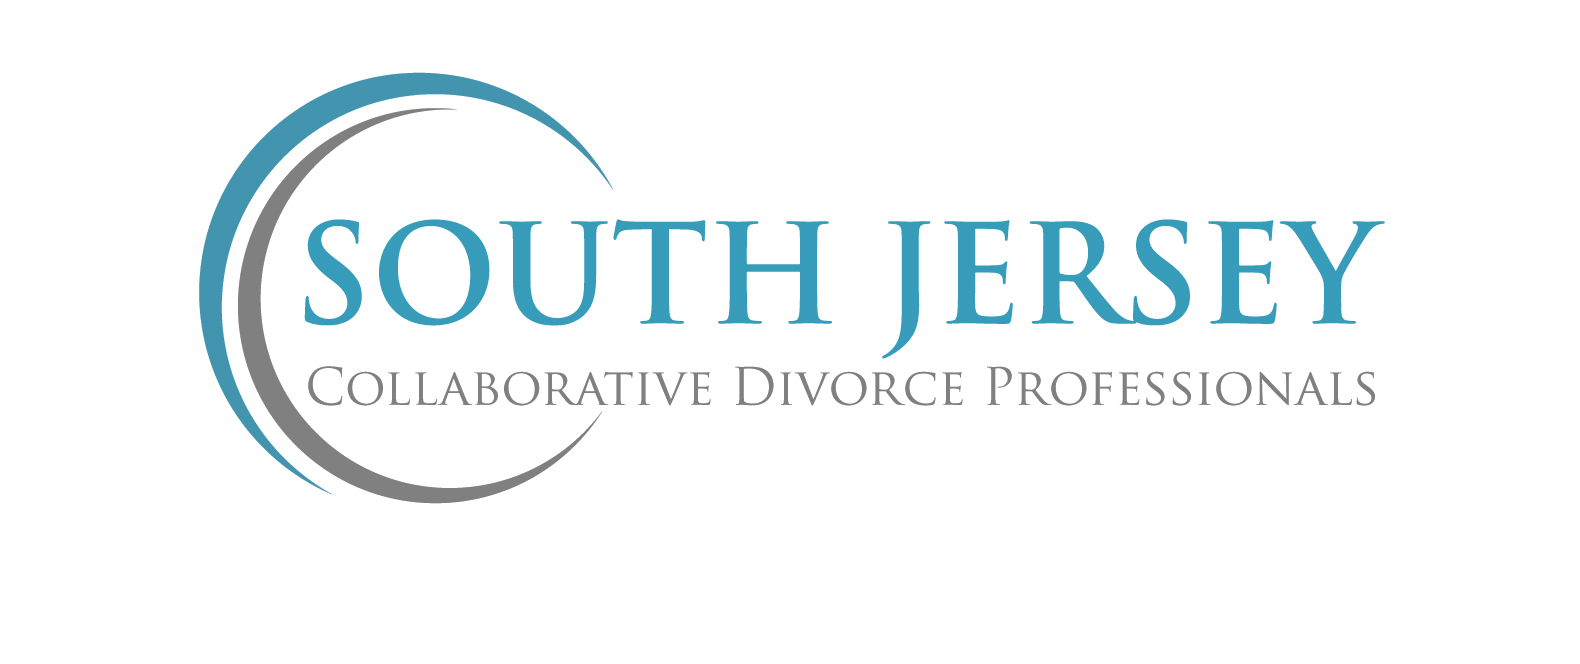 SOUTH JERSEY
COLLABORATIVE DIVORCE PROFESSIONALS